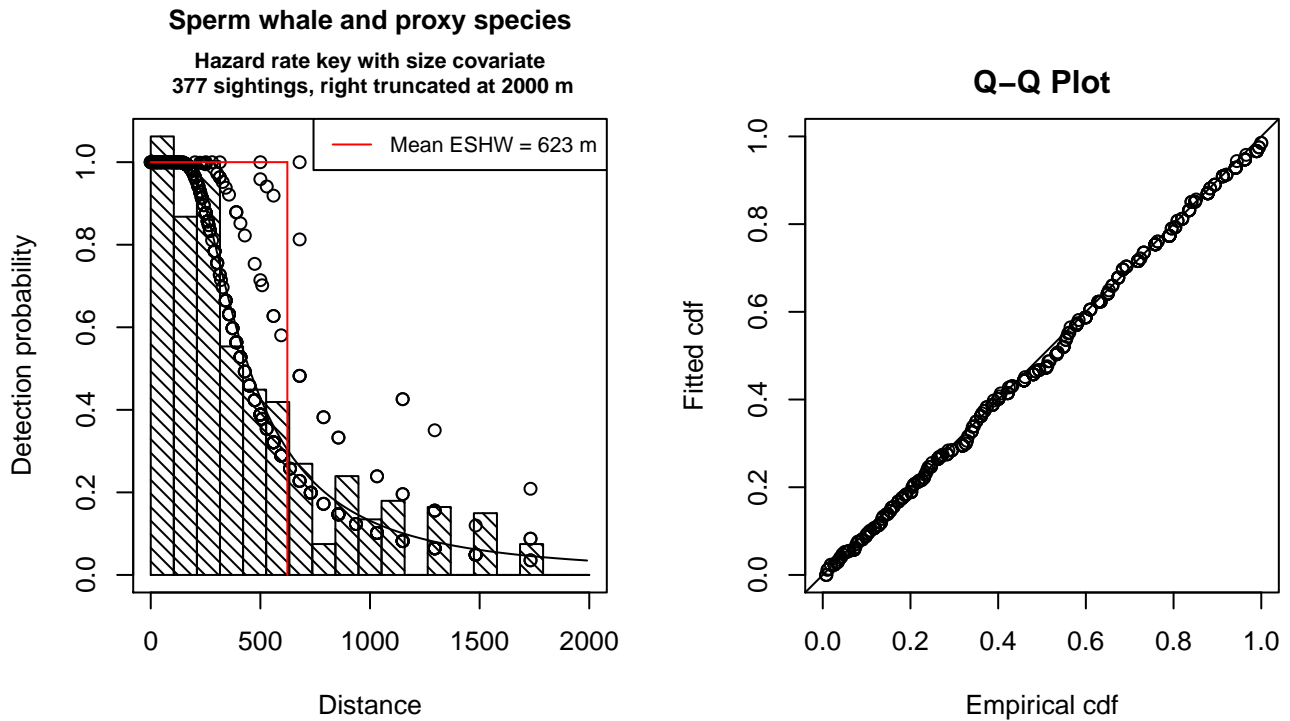 Sperm whale and proxy species
Hazard rate key with size covariate
377 sightings, right truncated at 2000 m
Mean ESHW = 623 m
Detection probability
0.0
0.2
0.4
0.6
0.8
1.0
0
500
1000
1500
2000
Distance
Q−Q Plot
Fitted cdf
0.0
0.2
0.4
0.6
0.8
1.0
0.0
0.2
0.4
0.6
0.8
1.0
Empirical cdf